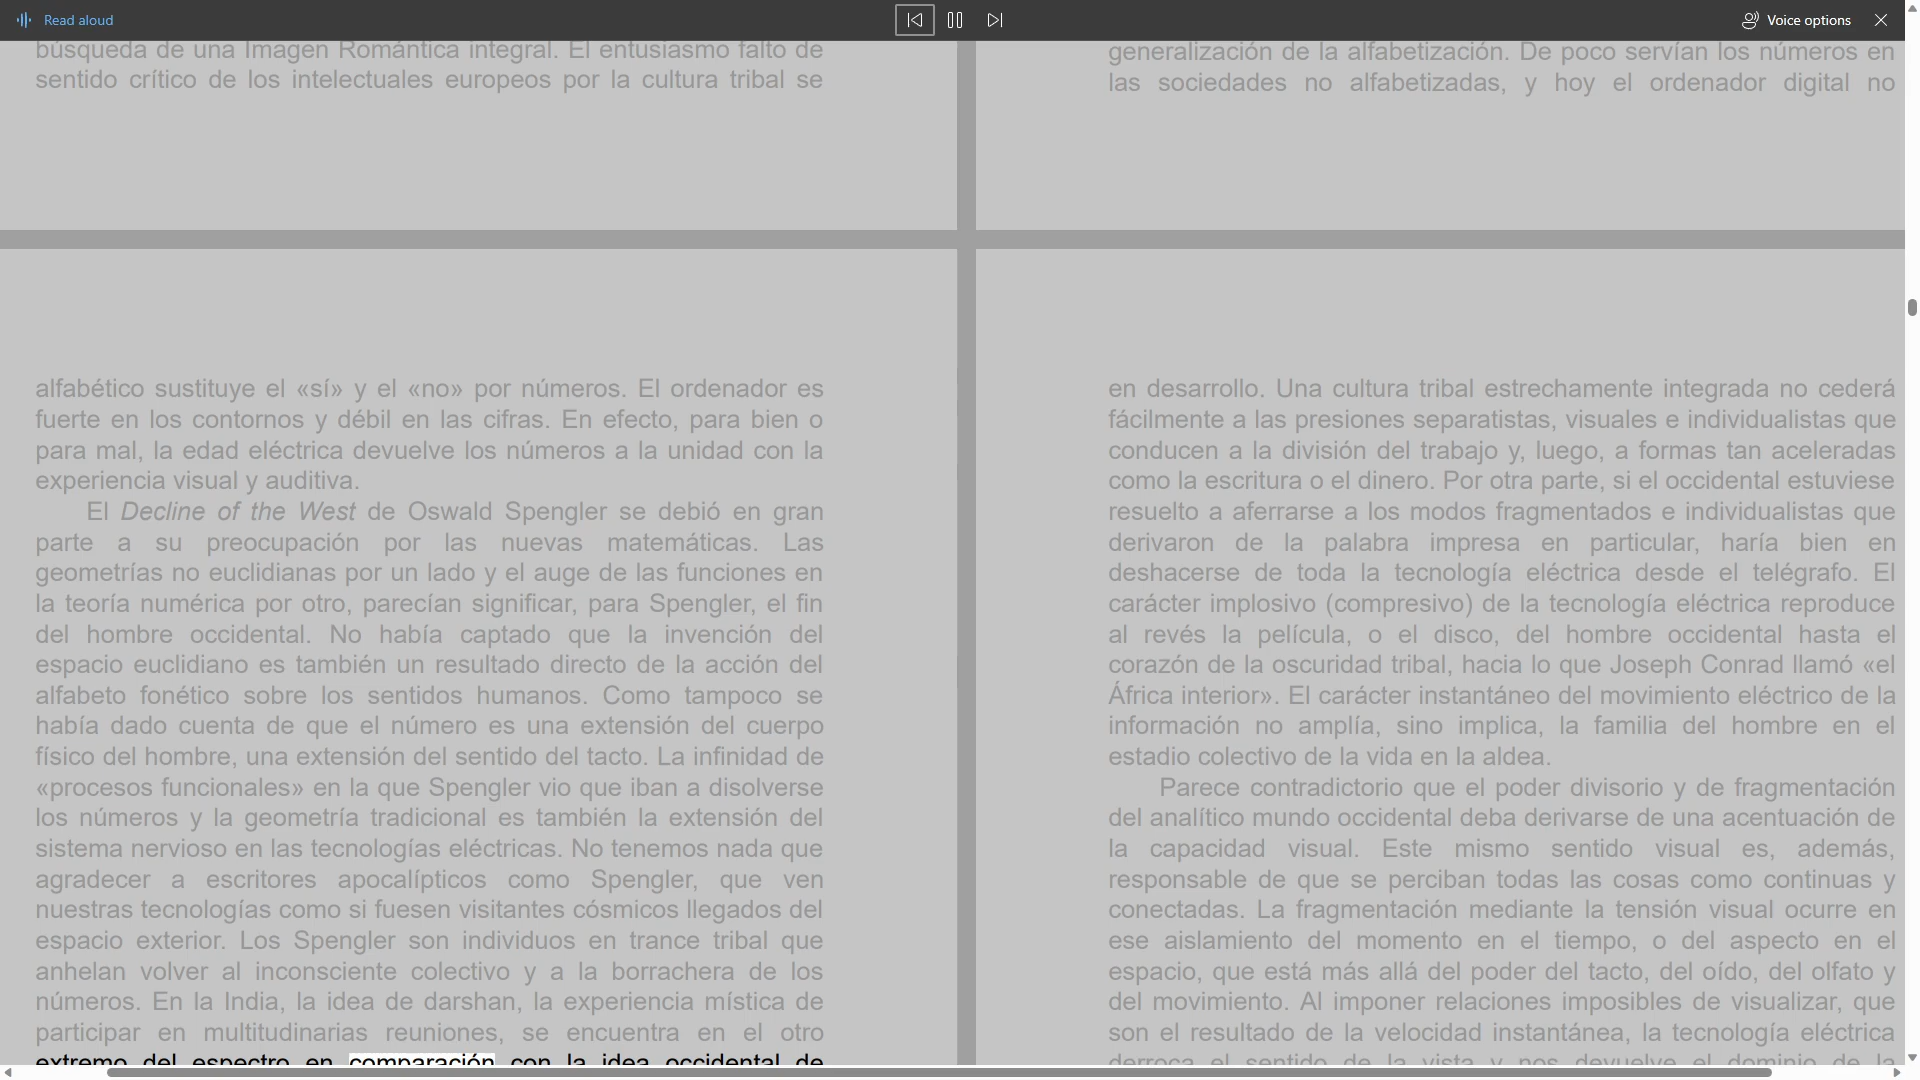 Read aloud
Voice options
búsqueda de una Imagen Romántica integral. El entusiasmo falto de
sentido crítico de los intelectuales europeos por la cultura tribal se
generalización de la alfabetización. De poco servían los números en
las sociedades no alfabetizadas, y hoy el ordenador digital no
alfabético sustituye el «sí» y el «no» por números. El ordenador es
fuerte en los contornos y débil en las cifras. En efecto, para bien o
para mal, la edad eléctrica devuelve los números a la unidad con la
experiencia visual y auditiva.
El Decline of the West de Oswald Spengler se debió en gran
parte a su preocupación por las nuevas matemáticas. Las
geometrías no euclidianas por un lado y el auge de las funciones en
la teoría numérica por otro, parecían significar, para Spengler, el fin
del hombre occidental. No había captado que la invención del
espacio euclidiano es también un resultado directo de la acción del
alfabeto fonético sobre los sentidos humanos. Como tampoco se
había dado cuenta de que el número es una extensión del cuerpo
físico del hombre, una extensión del sentido del tacto. La infinidad de
«procesos funcionales» en la que Spengler vio que iban a disolverse
los números y la geometría tradicional es también la extensión del
sistema nervioso en las tecnologías eléctricas. No tenemos nada que
agradecer a escritores apocalípticos como Spengler, que ven
nuestras tecnologías como si fuesen visitantes cósmicos llegados del
espacio exterior. Los Spengler son individuos en trance tribal que
anhelan volver al inconsciente colectivo y a la borrachera de los
números. En la India, la idea de darshan, la experiencia mística de
participar en multitudinarias reuniones, se encuentra en el otro
extremo del espectro en comparación con la idea occidental de
en desarrollo. Una cultura tribal estrechamente integrada no cederá
fácilmente a las presiones separatistas, visuales e individualistas que
conducen a la división del trabajo y, luego, a formas tan aceleradas
como la escritura o el dinero. Por otra parte, si el occidental estuviese
resuelto a aferrarse a los modos fragmentados e individualistas que
derivaron de la palabra impresa en particular, haría bien en
deshacerse de toda la tecnología eléctrica desde el telégrafo. El
carácter implosivo (compresivo) de la tecnología eléctrica reproduce
al revés la película, o el disco, del hombre occidental hasta el
corazón de la oscuridad tribal, hacia lo que Joseph Conrad llamó «el
África interior». El carácter instantáneo del movimiento eléctrico de la
información no amplía, sino implica, la familia del hombre en el
estadio colectivo de la vida en la aldea.
Parece contradictorio que el poder divisorio y de fragmentación
del analítico mundo occidental deba derivarse de una acentuación de
la capacidad visual. Este mismo sentido visual es, además,
responsable de que se perciban todas las cosas como continuas y
conectadas. La fragmentación mediante la tensión visual ocurre en
ese aislamiento del momento en el tiempo, o del aspecto en el
espacio, que está más allá del poder del tacto, del oído, del olfato y
del movimiento. Al imponer relaciones imposibles de visualizar, que
son el resultado de la velocidad instantánea, la tecnología eléctrica
derroca el sentido de la vista y nos devuelve el dominio de la